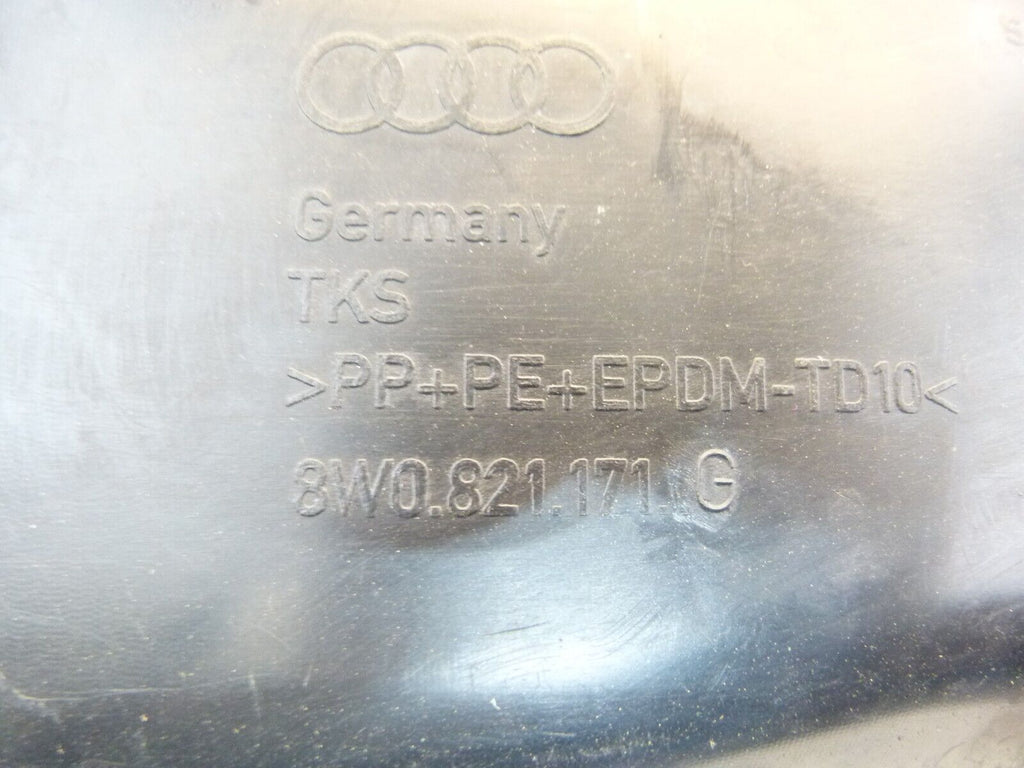 Germany
TKS
>PP+PE+EPDM-TD10<
8W0.821.171. G